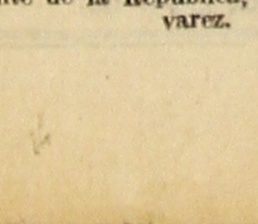 de la República,
varez.